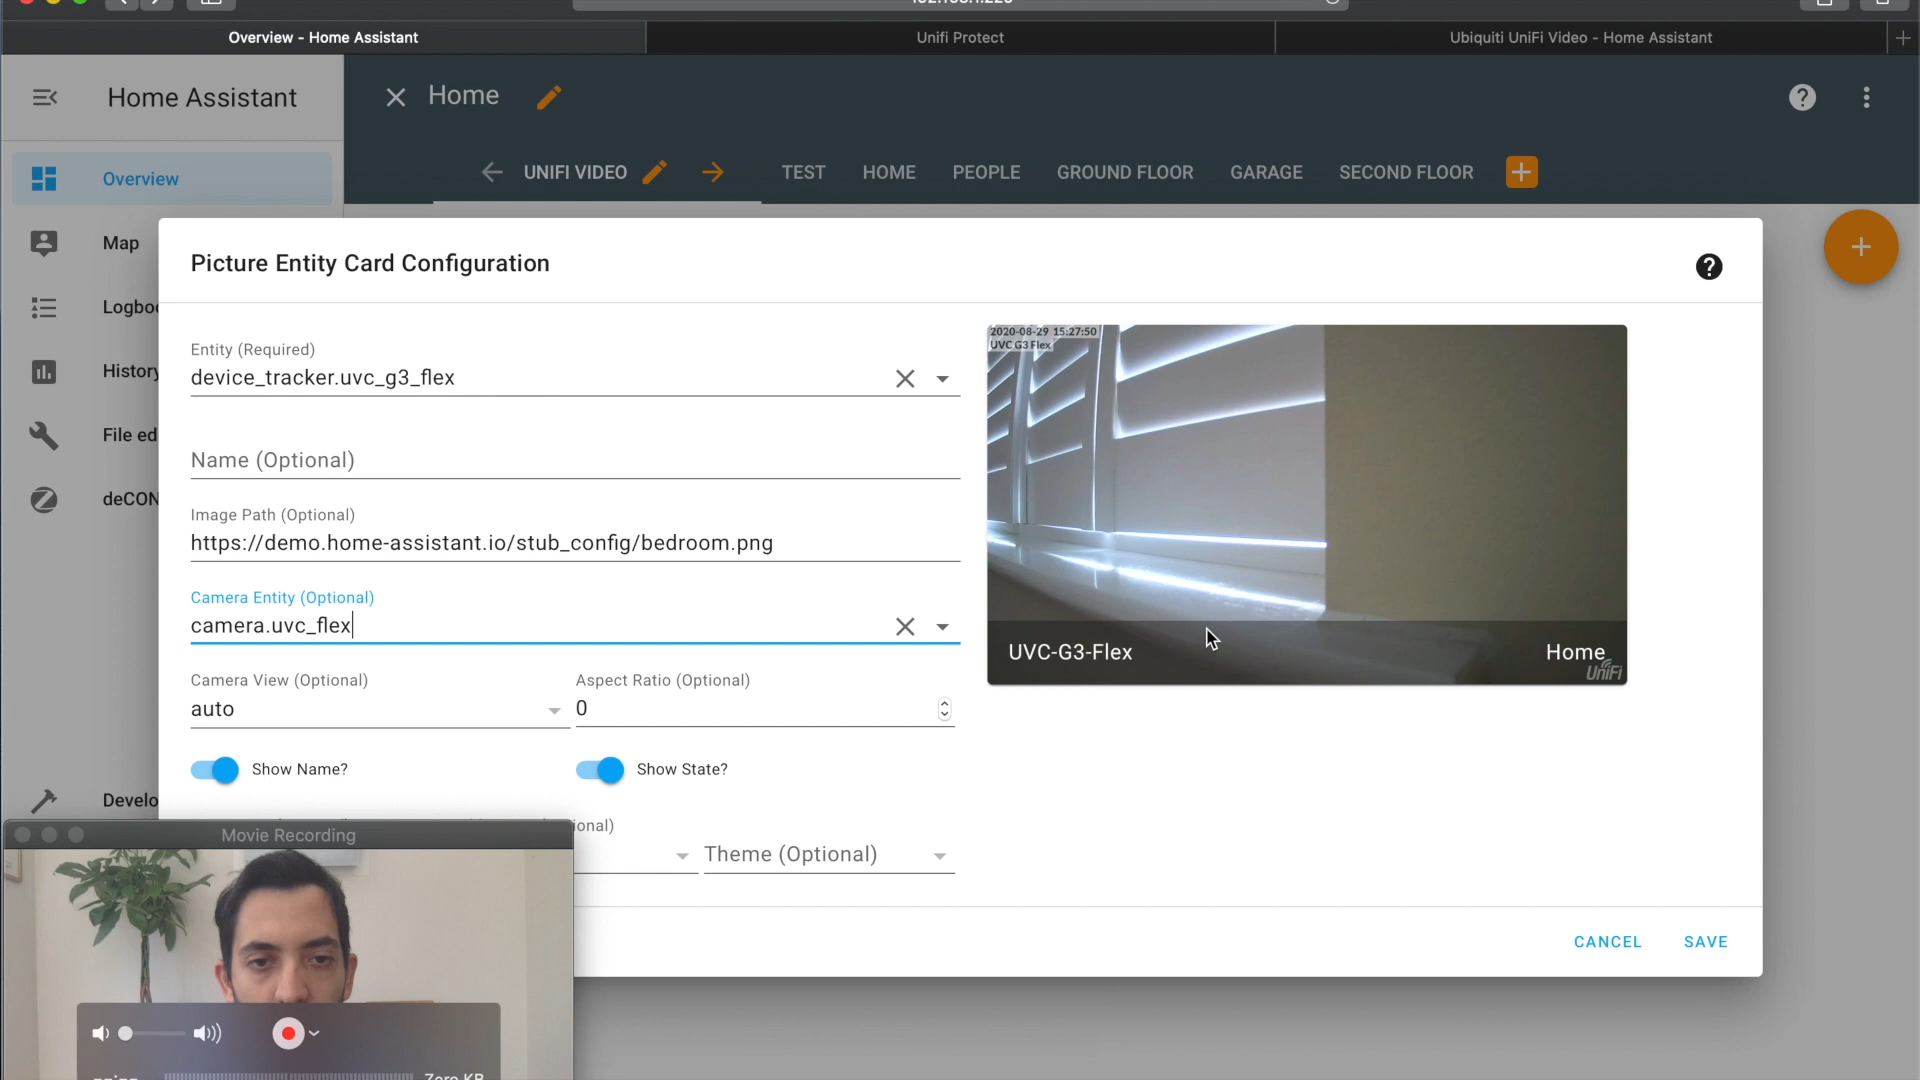 Overview - Home Assistant
Unifi Protect
Ubiquiti UniFi Video - Home Assistant
Home Assistant
Home
UNIFI VIDEO
TEST
HOME
PEOPLE
GROUND FLOOR
GARAGE
SECOND FLOOR
Overview
Map
Logboo
History
File ed
deCON
Develo
Picture Entity Card Configuration
Entity (Required)
device_tracker.uvc_g3_flex
Name (Optional)
Image Path (Optional)
https://demo.home-assistant.io/stub_config/bedroom.png
Camera Entity (Optional)
camera.uvc_flex
Camera View (Optional)
auto
Aspect Ratio (Optional)
0
Show Name?
Show State?
ional)
Theme (Optional)
2020-08-29 15:27:50
UVC G3 Flex
UVC-G3-Flex
Home
UniFi
CANCEL
SAVE
Movie Recording
Zero KB